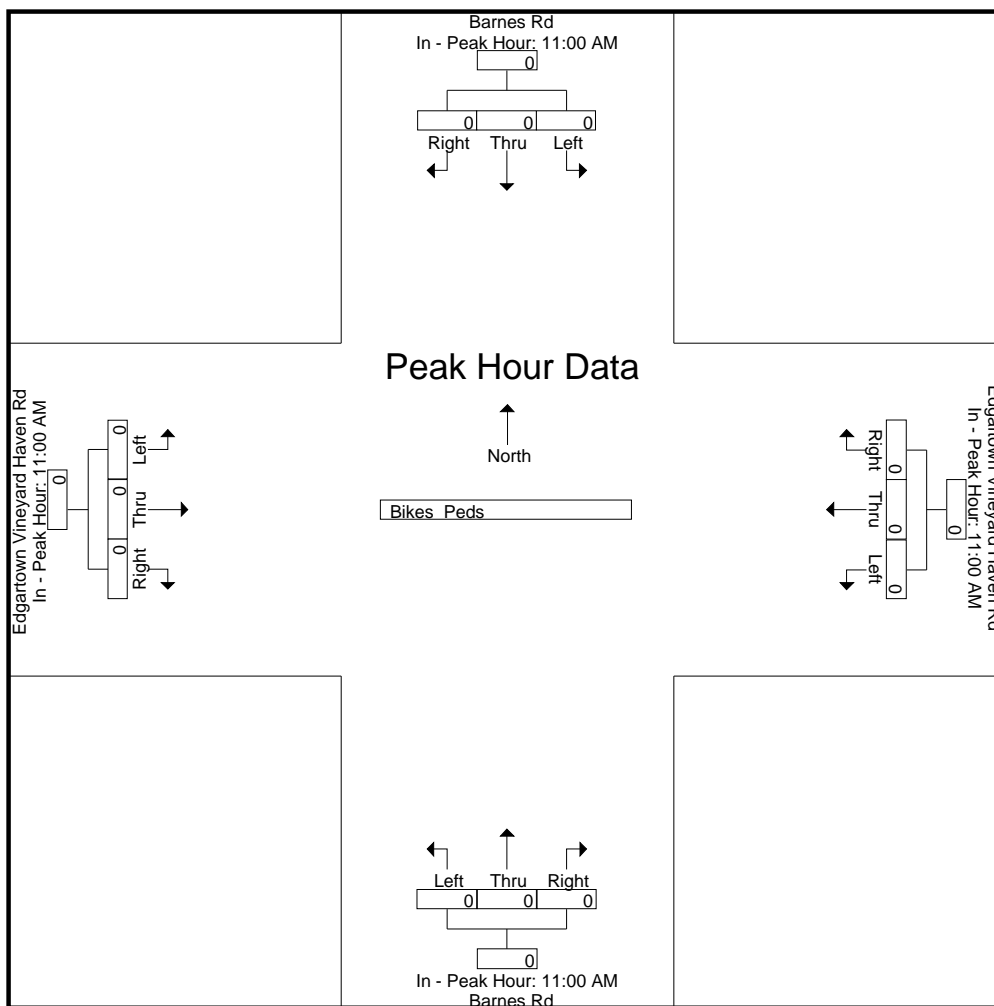 Barnes Rd
In - Peak Hour: 11:00 AM
0
0 0 0
Right Thru Left
Peak Hour Data
North
Bikes Peds
Edgartown Vineyard Haven Rd
In - Peak Hour: 11:00 AM
0
0 0 0
Left Thru Right
Edgartown Vineyard Haven Rd
In - Peak Hour: 11:00 AM
0
0 0 0
Right Thru Left
Left Thru Right
0 0 0
0
In - Peak Hour: 11:00 AM
Barnes Rd